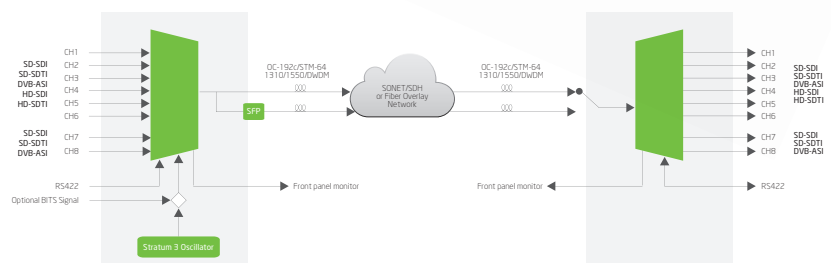 CH1
CH2
CH3
CH4
CH5
CH6
SD-SDI
SD-SDTI
DVB-ASI
HD-SDI
HD-SDTI
CH7
CH8
SD-SDI
SD-SDTI
DVB-ASI
RS422
Optional BITS Signal
Stratum 3 Oscillator
SFP
Front panel monitor
OC-192c/STM-64
1310/1550/DWDM
SONET/SDH
or Fiber Overlay
Network
OC-192c/STM-64
1310/1550/DWDM
Front panel monitor
CH1
CH2
CH3
CH4
CH5
CH6
SD-SDI
SD-SDTI
DVB-ASI
HD-SDI
HD-SDTI
CH7
CH8
SD-SDI
SD-SDTI
DVB-ASI
RS422